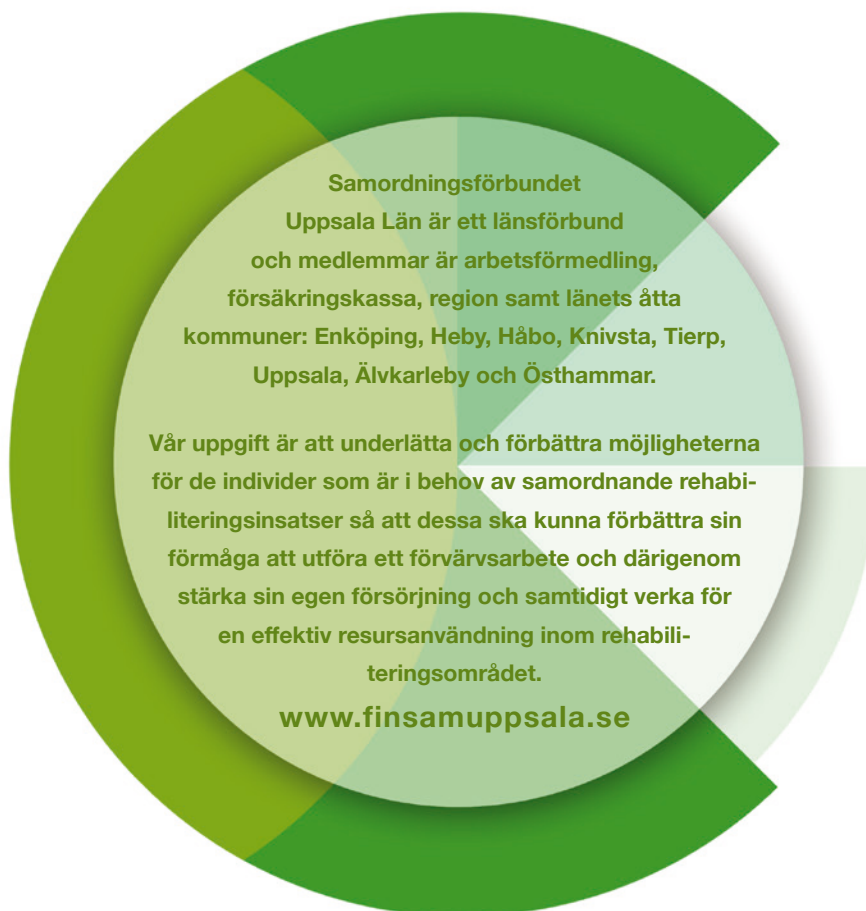 Samordningsförbundet
Uppsala Län är ett länsförbund
och medlemmar är arbetsförmedling,
försäkringskassa, region samt länets åtta
kommuner: Enköping, Heby, Håbo, Knivsta, Tierp,
Uppsala, Älvkarleby och Östhammar.
Vår uppgift är att underlätta och förbättra möjligheterna
för de individer som är i behov av samordnande rehabi-
literingsinsatser så att dessa ska kunna förbättra sin
förmåga att utföra ett förvärvsarbete och därigenom
stärka sin egen försörjning och samtidigt verka för
en effektiv resursanvändning inom rehabili-
teringsområdet.
www.finsamuppsala.se